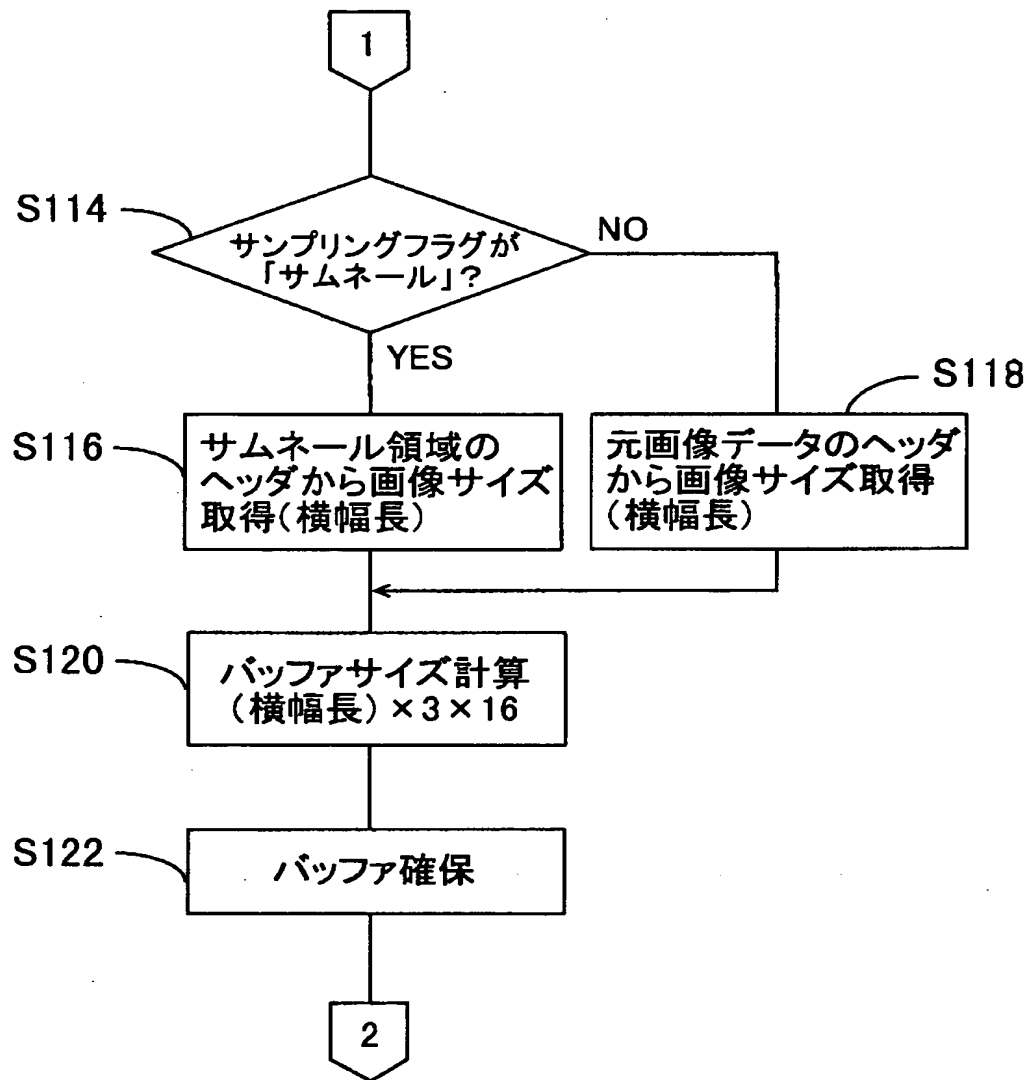 1
S114
サンプリングフラグが
「サムネール」?
NO
YES
S116
サムネール領域の
ヘッダから画像サイズ
取得(横幅長)
S118
元画像データのヘッダ
から画像サイズ取得
(横幅長)
S120
バッファサイズ計算
(横幅長)×3×16
S122
バッファ確保
2